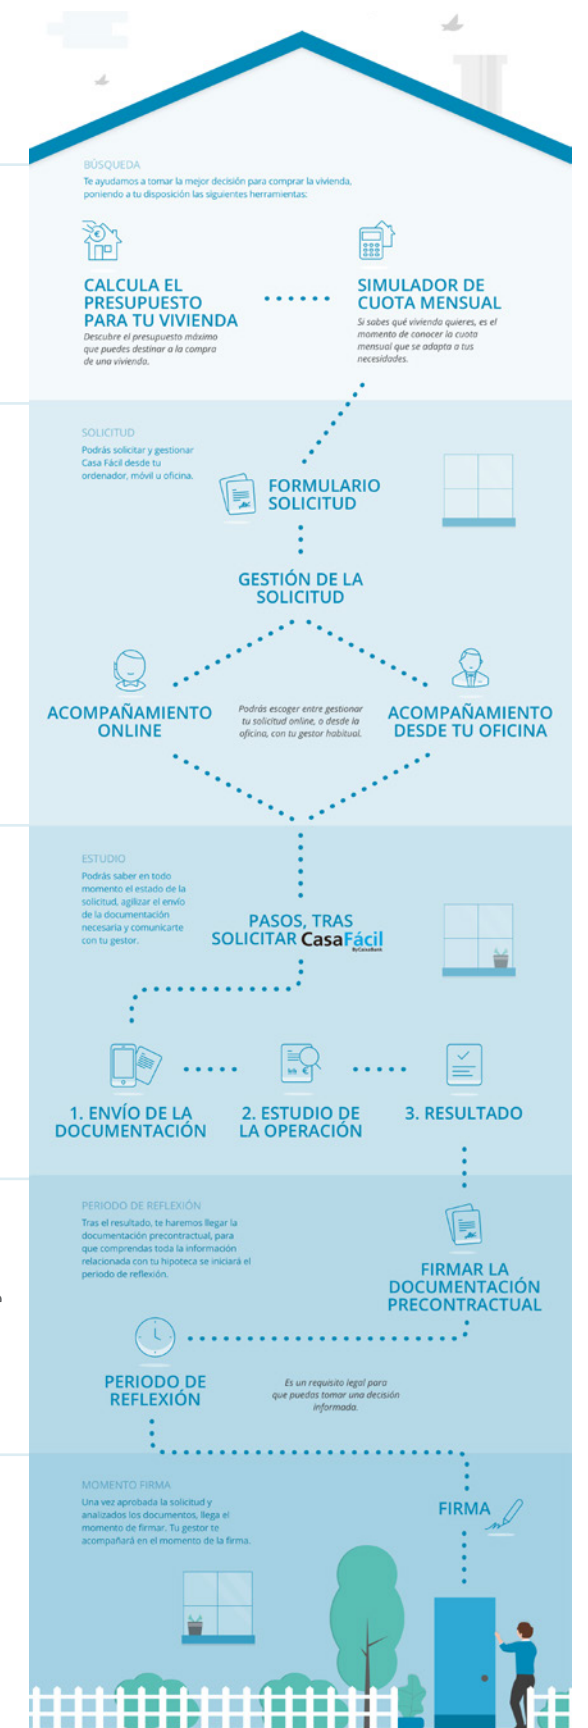 BÚSQUEDA
Te ayudamos a tomar la mejor decisión para comprar la vivienda,
poniendo a tu disposición las siguientes herramientas:
CALCULA EL
PRESUPUESTO
PARA TU VIVIENDA
Descubre el presupuesto máximo
que puedes destinar a la compra
de una vivienda.
SIMULADOR DE
CUOTA MENSUAL
Si sabes qué vivienda quieres, es el
momento de conocer la cuota
mensual que se adapta a tus
necesidades.
SOLICITUD
Podrás solicitar y gestionar
Casa Fácil desde tu
ordenador, móvil u oficina.
FORMULARIO
SOLICITUD
GESTIÓN DE LA
SOLICITUD
ACOMPAÑAMIENTO
ONLINE
Podrás escoger entre gestionar
tu solicitud online, o desde la
oficina, con tu gestor habitual.
ACOMPAÑAMIENTO
DESDE TU OFICINA
ESTUDIO
Podrás saber en todo
momento el estado de la
solicitud, agilizar el envío
de la documentación
necesaria y comunicarte
con tu gestor.
PASOS, TRAS
SOLICITAR CasaFácil
By CaixaBank
1. ENVÍO DE LA
DOCUMENTACIÓN
2. ESTUDIO DE
LA OPERACIÓN
3. RESULTADO
PERIODO DE REFLEXIÓN
Tras el resultado, te haremos llegar la
documentación precontractual, para
que comprendas toda la información
relacionada con tu hipoteca se iniciará el
periodo de reflexión.
FIRMAR LA
DOCUMENTACIÓN
PRECONTRACTUAL
PERIODO DE
REFLEXIÓN
Es un requisito legal para
que puedas tomar una decisión
informada.
MOMENTO FIRMA
Una vez aprobada la solicitud y
analizados los documentos, llega el
momento de firmar. Tu gestor te
acompañará en el momento de la firma.
FIRMA